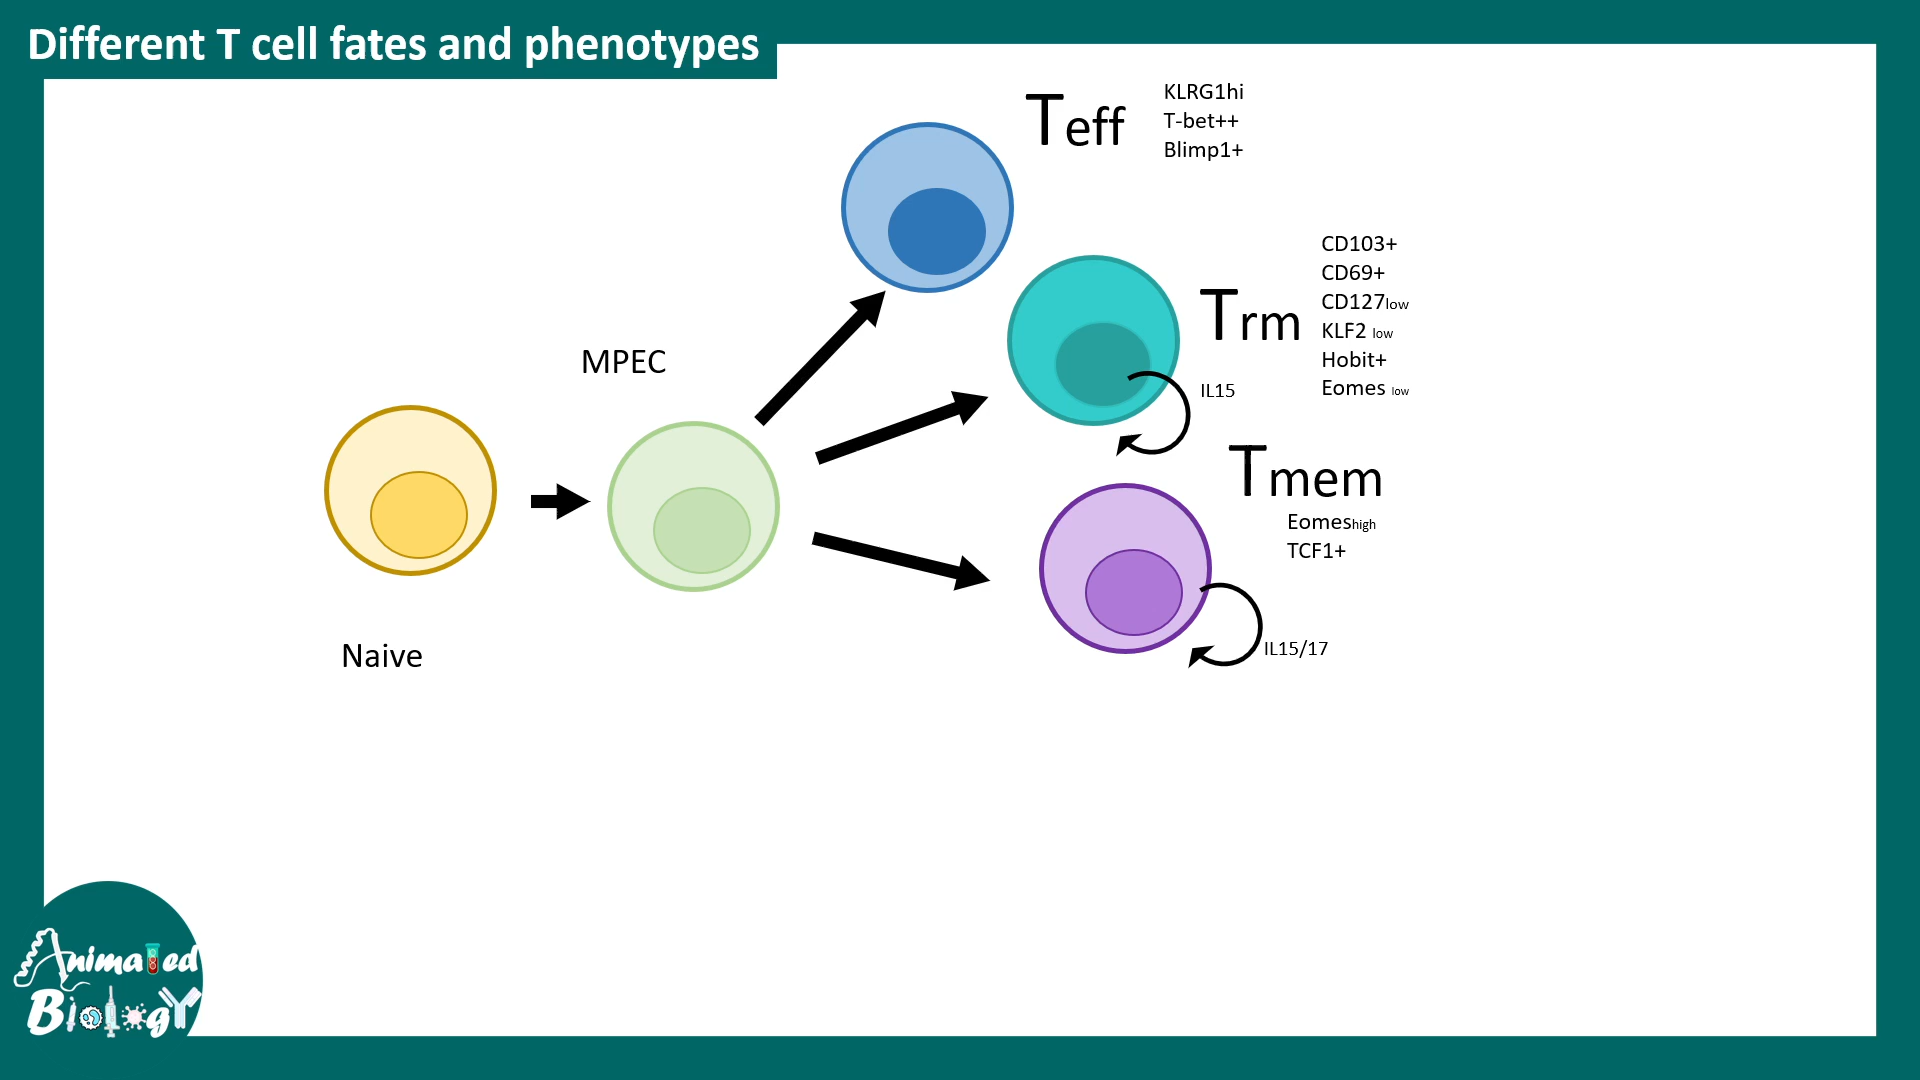 Different T cell fates and phenotypes
Teff
KLRG1hi
T-bet++
Blimp1+
CD103+
CD69+
CD127low
KLF2 low
Hobit+
Eomes low
Trm
IL15
MPEC
Tmem
Eomeshigh
TCF1+
IL15/17
Naive
Animated
Biology